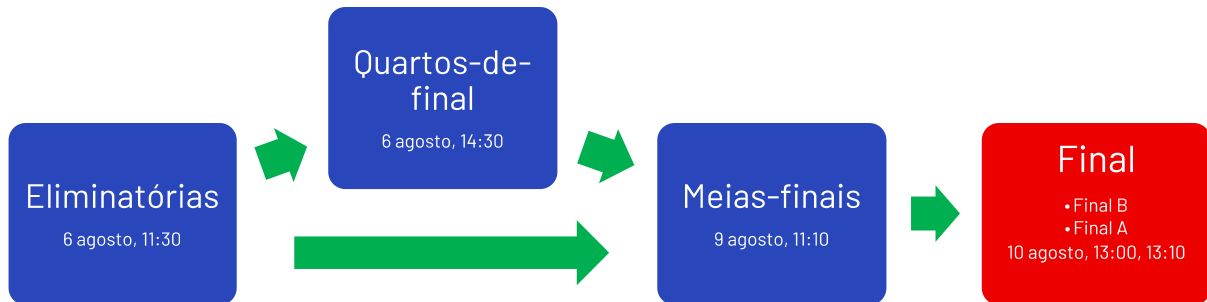 Eliminatórias
6 agosto, 11:30
Quartos-de-
final
6 agosto, 14:30
Meias-finais
9 agosto, 11:10
Final
• Final B
• Final A
10 agosto, 13:00, 13:10